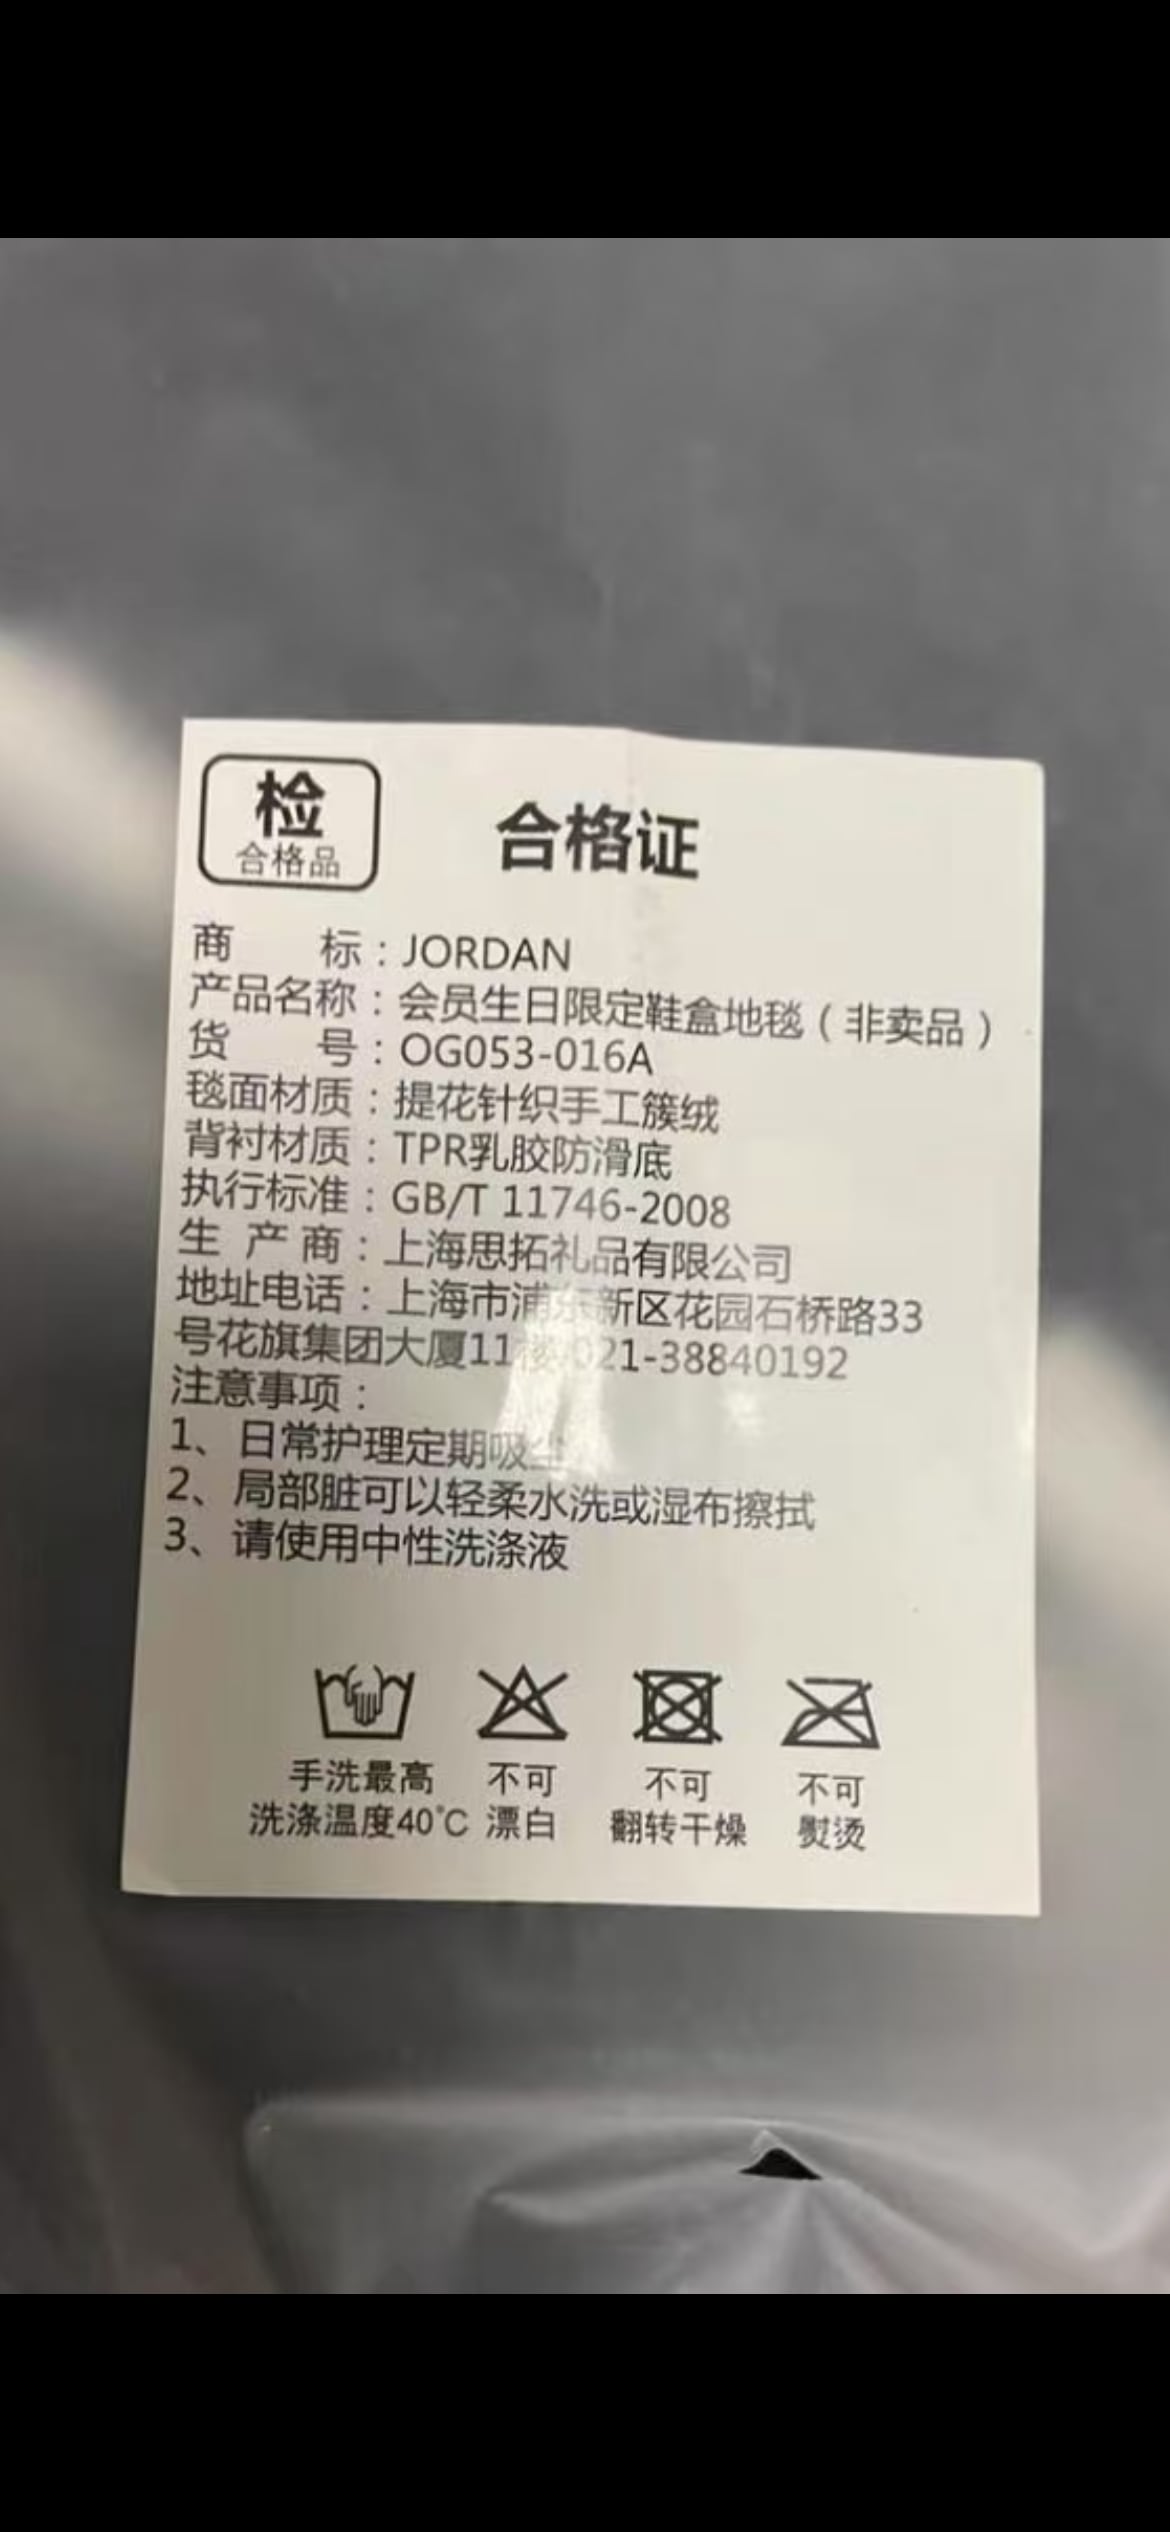 检
合格品
合格证
商 标：JORDAN
产品名称：会员生日限定鞋盒地毯（非卖品）
货 号：OG053-016A
毯面材质：提花针织手工簇绒
背衬材质：TPR乳胶防滑底
执行标准：GB/T 11746-2008
生 产 商：上海思拓礼品有限公司
地址电话：上海市浦东新区花园石桥路33
号花旗集团大厦11楼 021-38840192
注意事项：
1、日常护理定期吸尘
2、局部脏可以轻柔水洗或湿布擦拭
3、请使用中性洗涤液
手洗最高 不可 不可 不可
洗涤温度40℃ 漂白 翻转干燥 熨烫